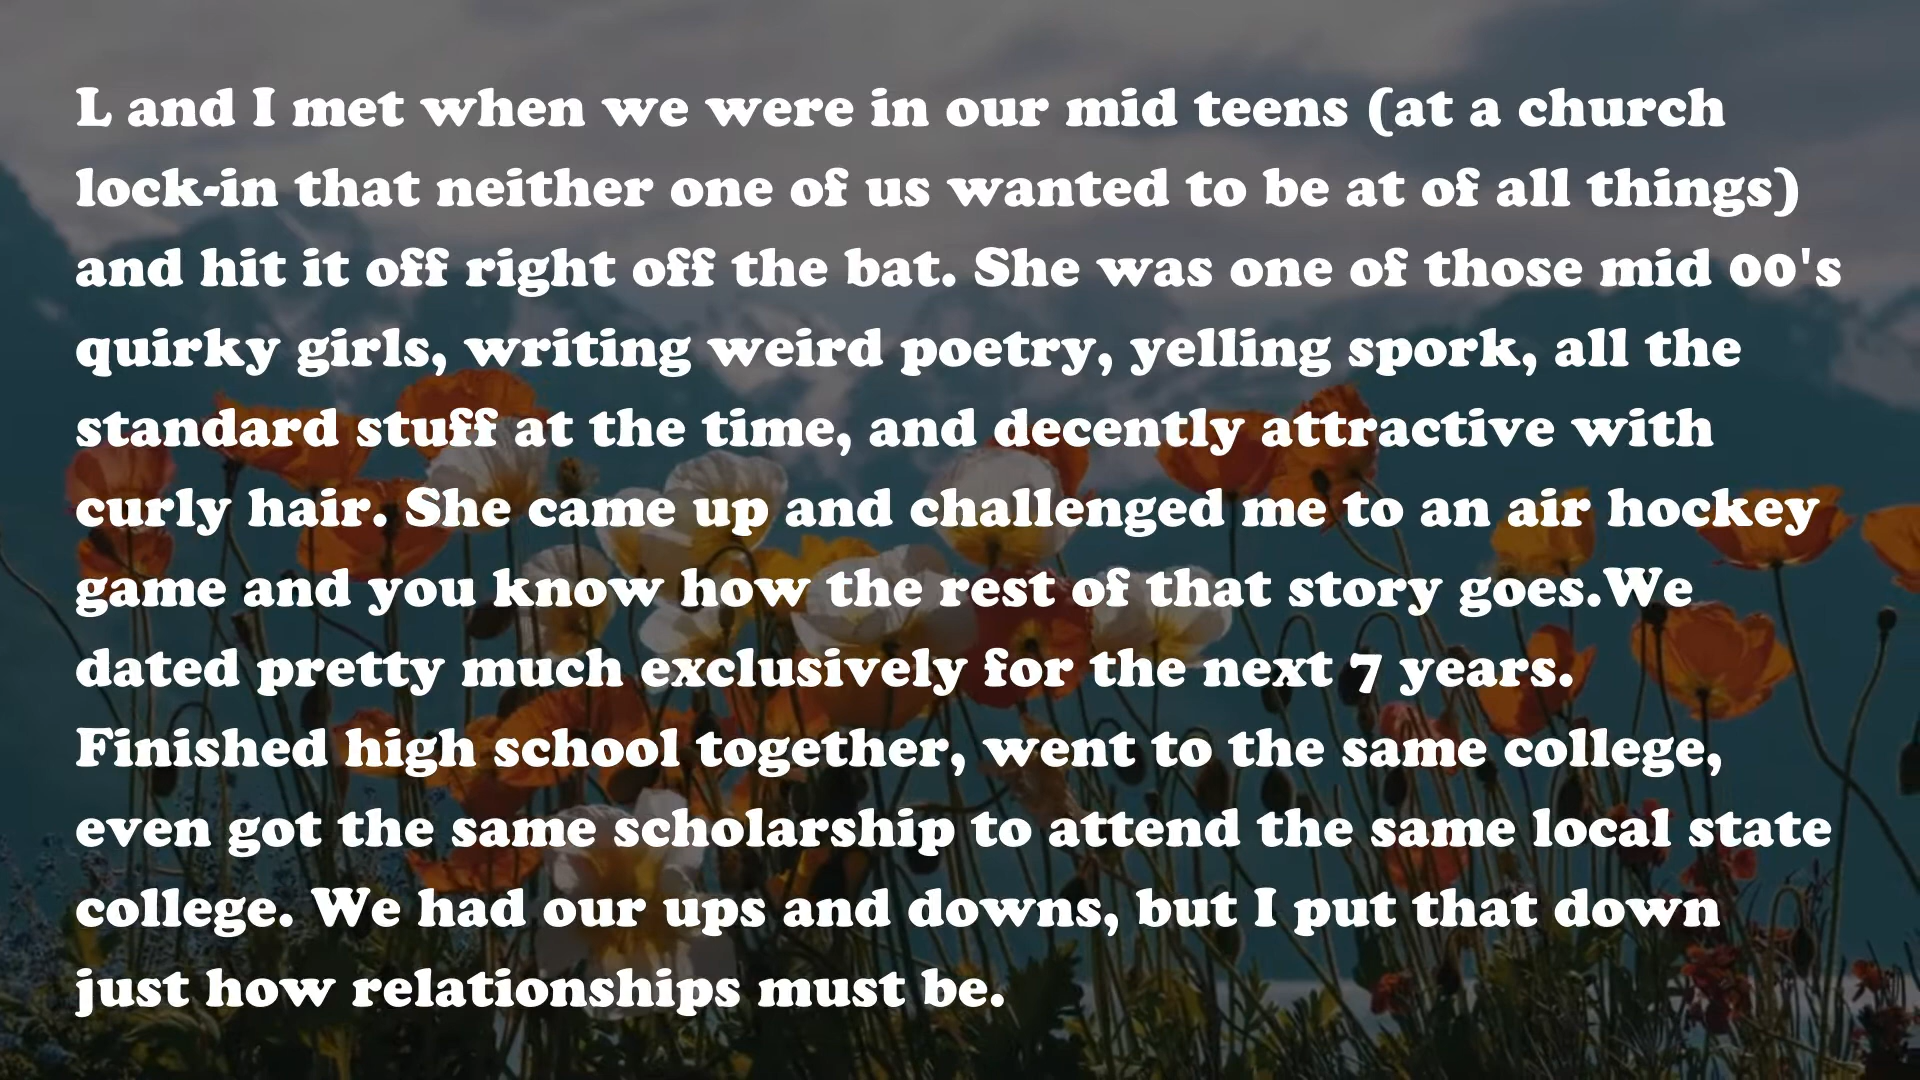 L and I met when we were in our mid teens (at a church
lock-in that neither one of us wanted to be at of all things)
and hit it off right off the bat. She was one of those mid 00's
quirky girls, writing weird poetry, yelling spork, all the
standard stuff at the time, and decently attractive with
curly hair. She came up and challenged me to an air hockey
game and you know how the rest of that story goes.We
dated pretty much exclusively for the next 7 years.
Finished high school together, went to the same college,
even got the same scholarship to attend the same local state
college. We had our ups and downs, but I put that down
just how relationships must be.